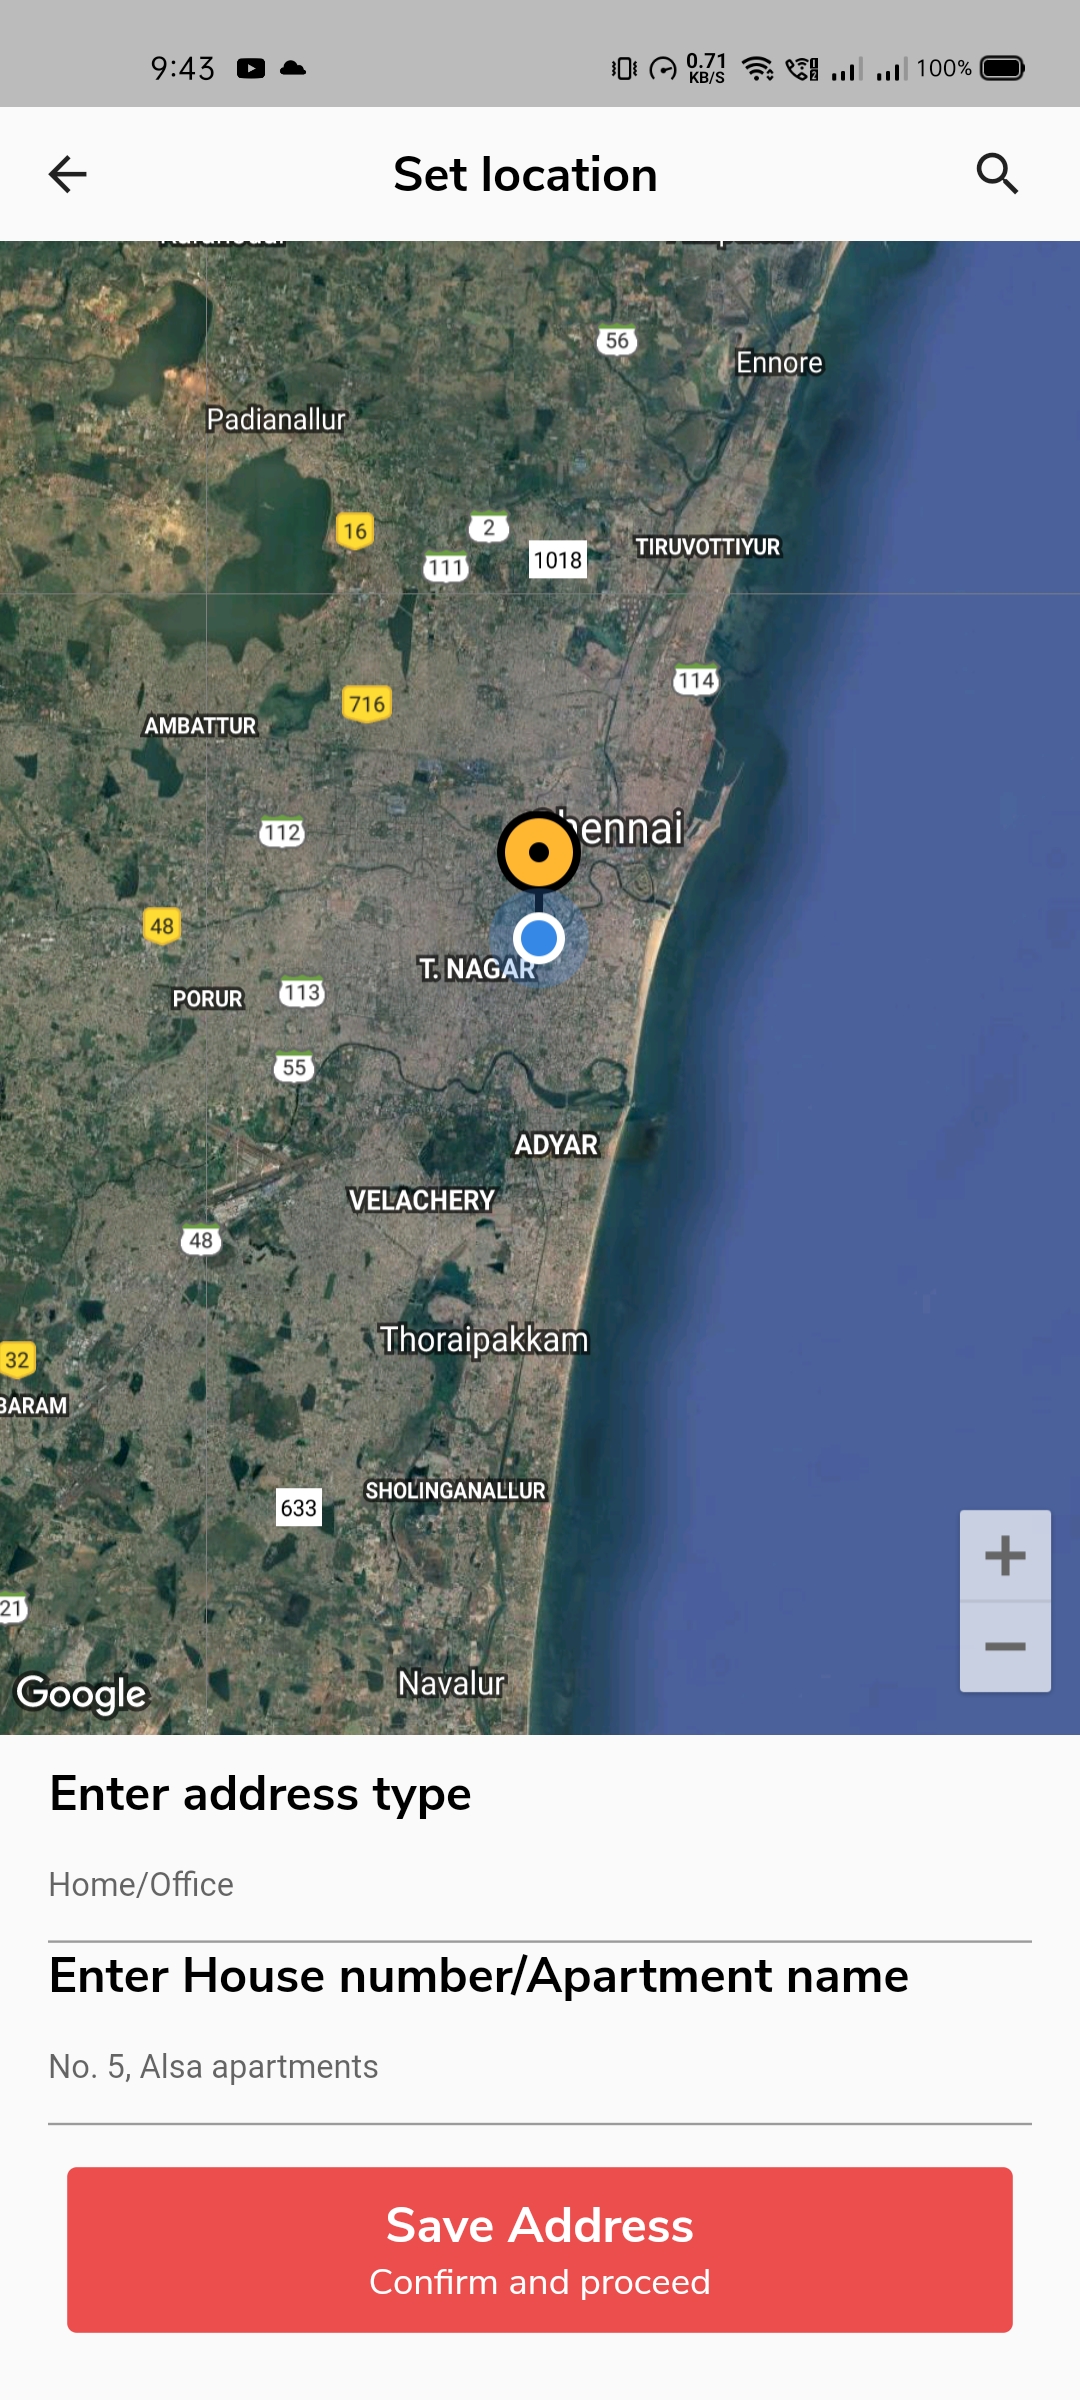 9:43
0.71
KB/S
100%
Set location
56
Ennore
Padianallur
16
2
111
1018
TIRUVOTTIYUR
114
716
AMBATTUR
112
hennai
48
T. NAGAR
PORUR
113
55
ADYAR
VELACHERY
48
Thoraipakkam
32
BARAM
SHOLINGANALLUR
633
21
Navalur
Google
Enter address type
Home/Office
Enter House number/Apartment name
No. 5, Alsa apartments
Save Address
Confirm and proceed